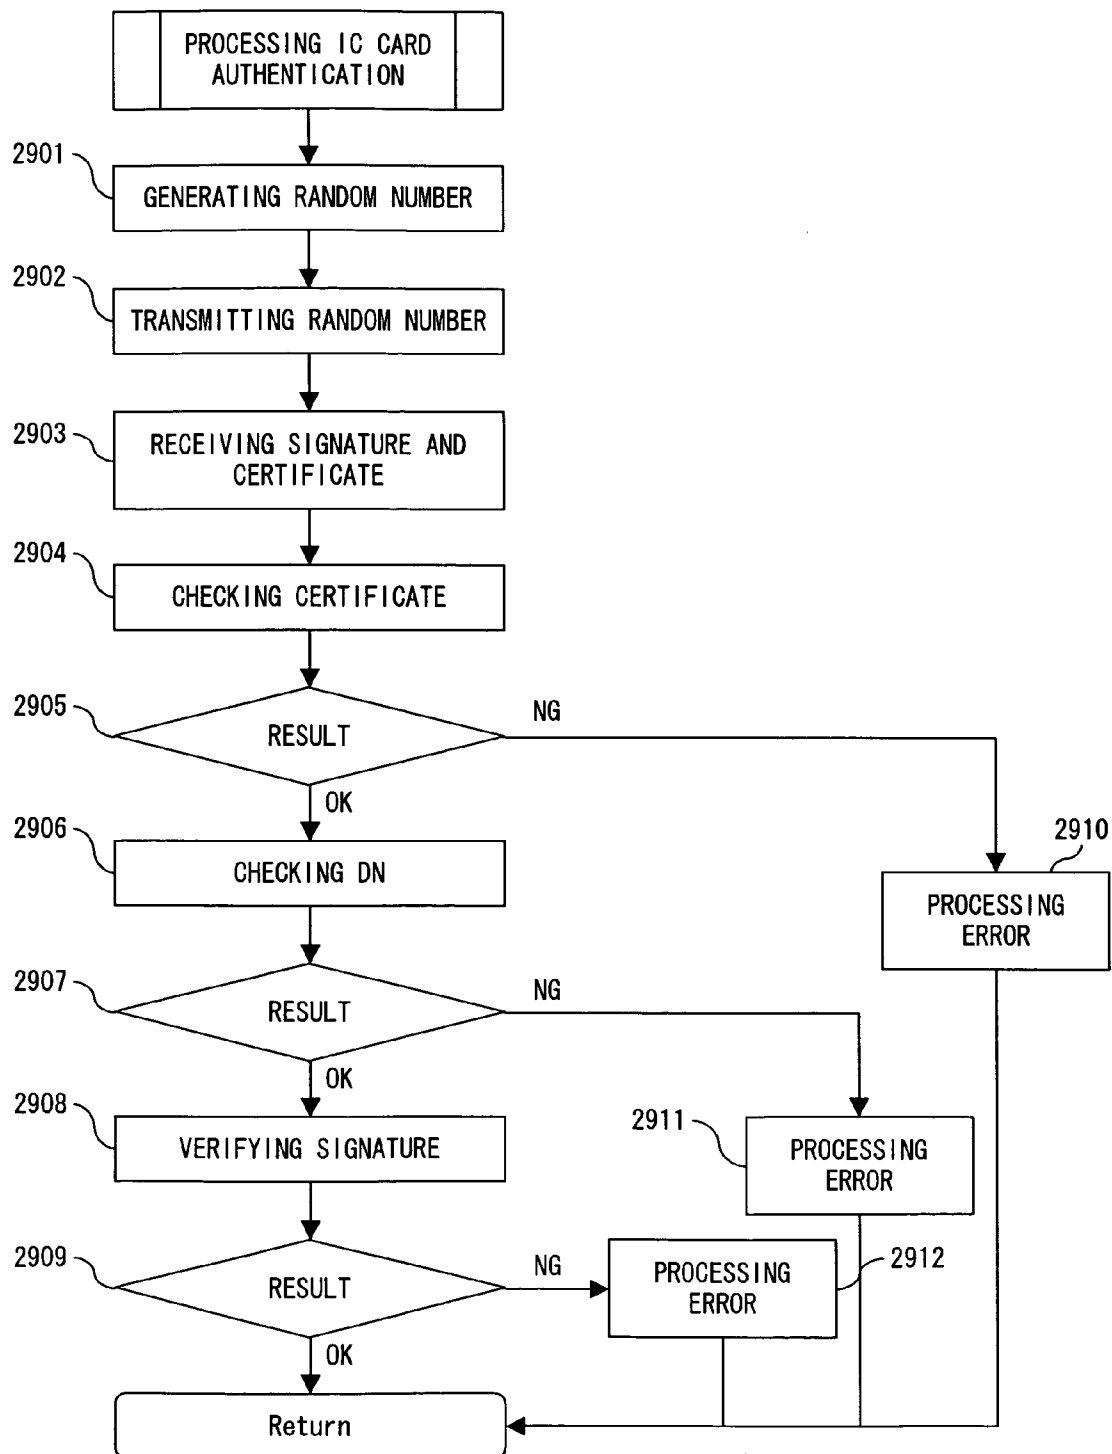 PROCESSING IC CARD
AUTHENTICATION
2901
GENERATING RANDOM NUMBER
2902
TRANSMITTING RANDOM NUMBER
2903
RECEIVING SIGNATURE AND
CERTIFICATE
2904
CHECKING CERTIFICATE
2905
RESULT
NG
OK
2906
CHECKING DN
2910
PROCESSING
ERROR
2907
RESULT
NG
OK
2908
VERIFYING SIGNATURE
2911
PROCESSING
ERROR
2909
RESULT
NG
PROCESSING
ERROR
2912
OK
Return